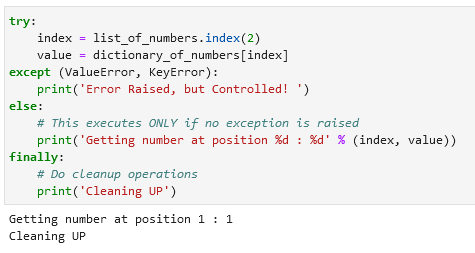 try:
    index = list_of_numbers.index(2)
    value = dictionary_of_numbers[index]
except (ValueError, KeyError):
    print('Error Raised, but Controlled! ')
else:
    # This executes ONLY if no exception is raised
    print('Getting number at position %d : %d' % (index, value))
finally:
    # Do cleanup operations
    print('Cleaning UP')
Getting number at position 1 : 1
Cleaning UP